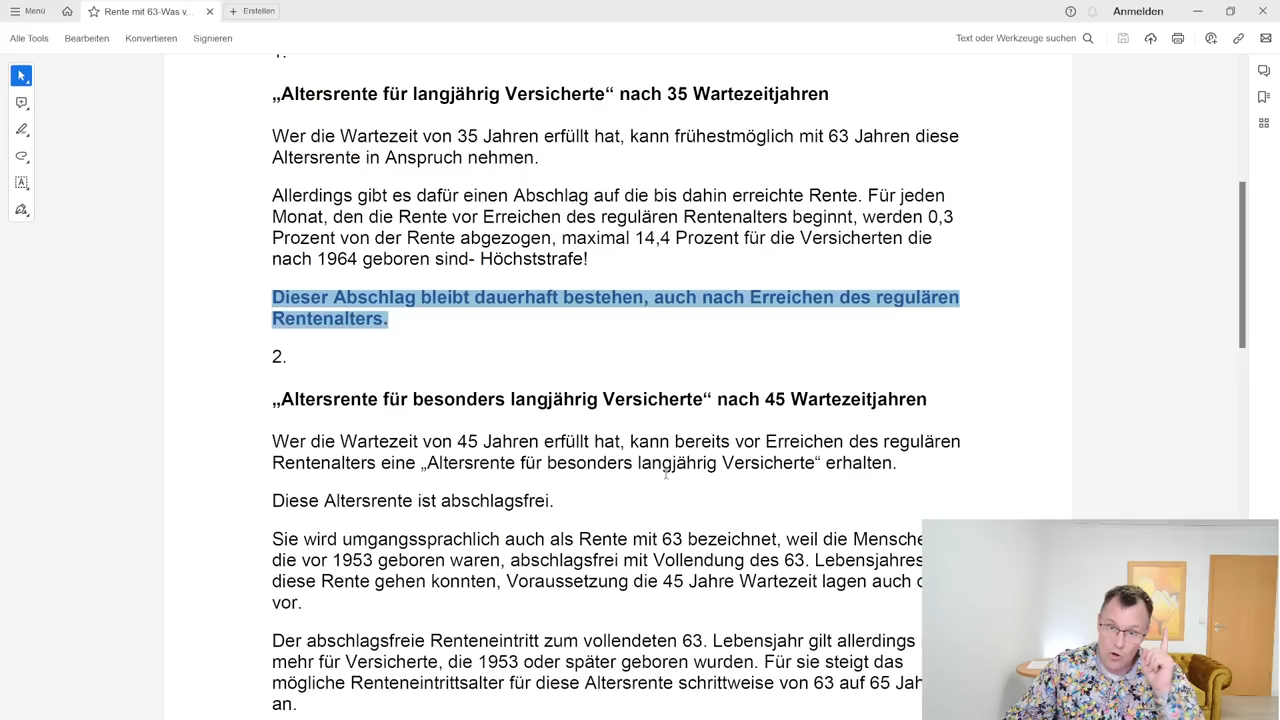 Menü
Rente mit 63-Was v...
Erstellen
Anmelden
Alle Tools
Bearbeiten
Konvertieren
Signieren
Text oder Werkzeuge suchen
„Altersrente für langjährig Versicherte“ nach 35 Wartezeitjahren
Wer die Wartezeit von 35 Jahren erfüllt hat, kann frühestmöglich mit 63 Jahren diese
Altersrente in Anspruch nehmen.
Allerdings gibt es dafür einen Abschlag auf die bis dahin erreichte Rente. Für jeden
Monat, den die Rente vor Erreichen des regulären Rentenalters beginnt, werden 0,3
Prozent von der Rente abgezogen, maximal 14,4 Prozent für die Versicherten die
nach 1964 geboren sind- Höchststrafe!
Dieser Abschlag bleibt dauerhaft bestehen, auch nach Erreichen des regulären
Rentenalters.
2.
„Altersrente für besonders langjährig Versicherte“ nach 45 Wartezeitjahren
Wer die Wartezeit von 45 Jahren erfüllt hat, kann bereits vor Erreichen des regulären
Rentenalters eine „Altersrente für besonders langjährig Versicherte“ erhalten.
Diese Altersrente ist abschlagsfrei.
Sie wird umgangssprachlich auch als Rente mit 63 bezeichnet, weil die Mensche
die vor 1953 geboren waren, abschlagsfrei mit Vollendung des 63. Lebensjahres
diese Rente gehen konnten, Voraussetzung die 45 Jahre Wartezeit lagen auch
vor.
Der abschlagsfreie Renteneintritt zum vollendeten 63. Lebensjahr gilt allerdings
mehr für Versicherte, die 1953 oder später geboren wurden. Für sie steigt das
mögliche Renteneintrittsalter für diese Altersrente schrittweise von 63 auf 65 Jah
an.